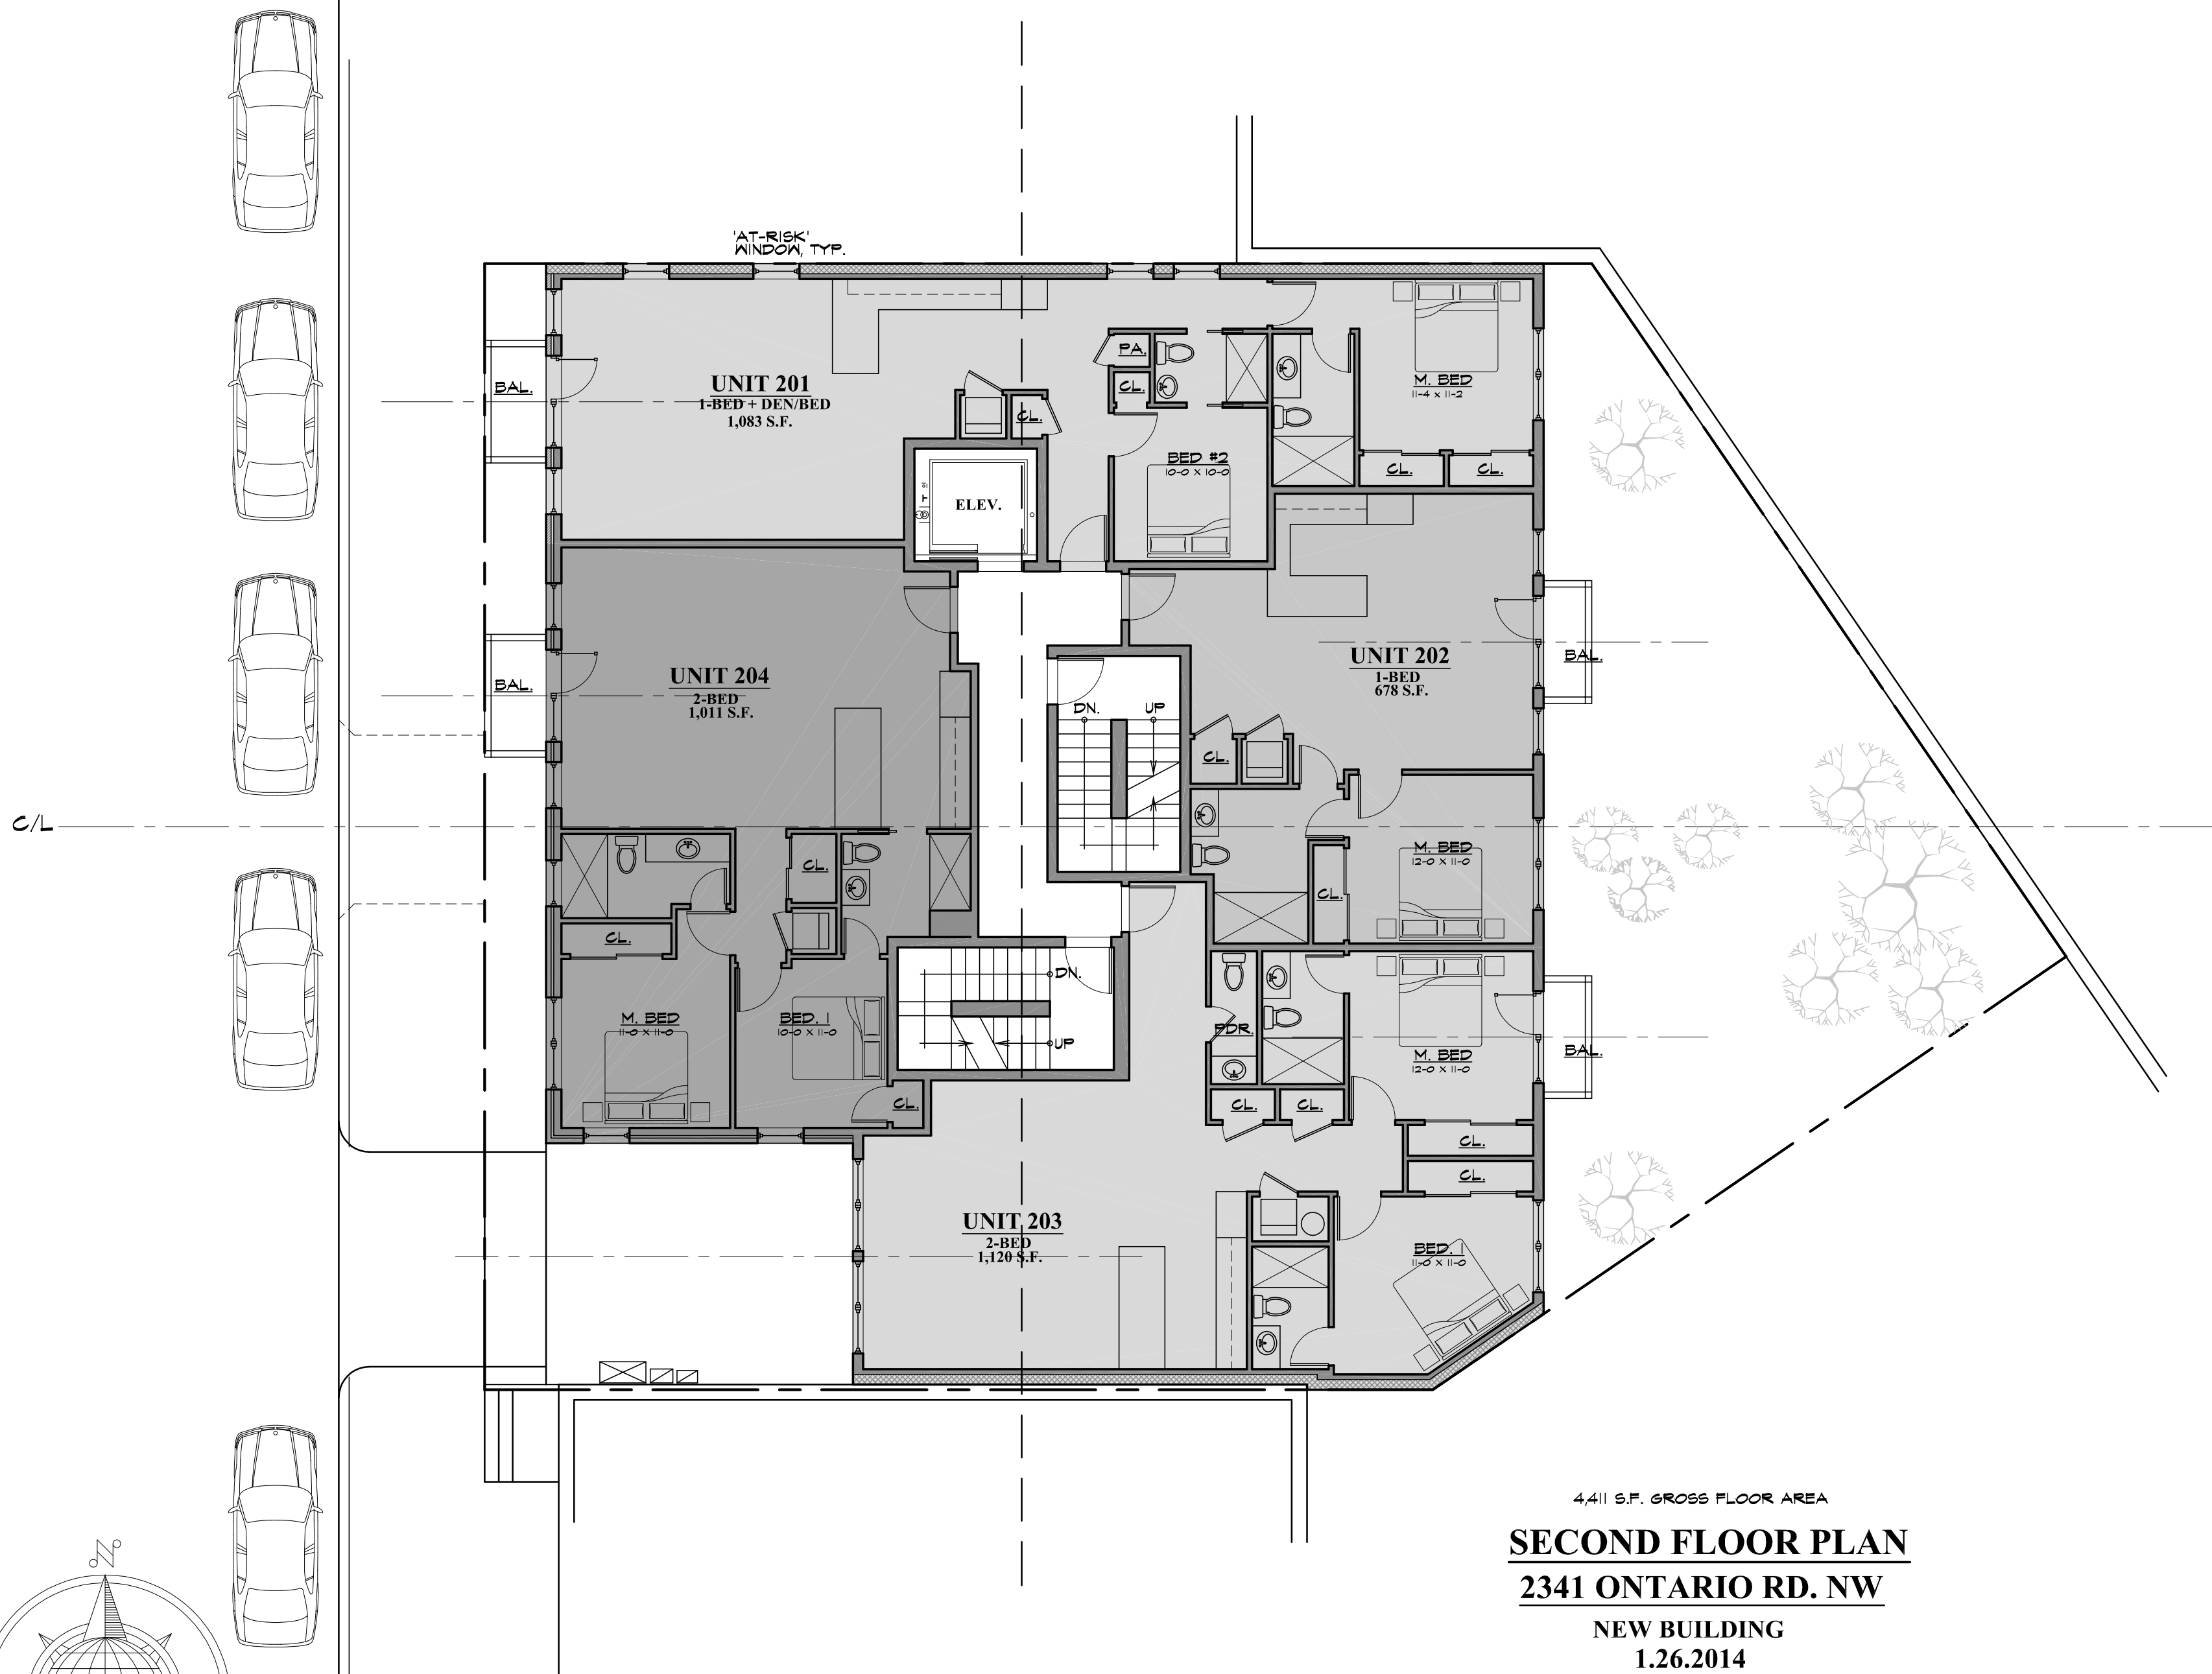 'AT-RISK'
WINDOW, TYP.
UNIT 201
1-BED + DEN/BED
1,083 S.F.
BAL.
PA.
CL.
CL.
M. BED
11-4 x 11-2
BED #2
10-0 X 10-0
CL.
CL.
ELEV.
UNIT 202
1-BED
678 S.F.
BAL.
UNIT 204
2-BED
1,011 S.F.
BAL.
DN.
UP
CL.
C/L
CL.
M. BED
12-0 X 11-0
CL.
CL.
M. BED
11-0 X 11-0
BED. 1
10-0 X 11-0
CL.
DN.
UP
PDR.
M. BED
12-0 X 11-0
BAL.
CL.
CL.
CL.
CL.
UNIT 203
2-BED
1,120 S.F.
BED. 1
11-0 X 11-0
N
4,411 S.F. GROSS FLOOR AREA
SECOND FLOOR PLAN
2341 ONTARIO RD. NW
NEW BUILDING
1.26.2014